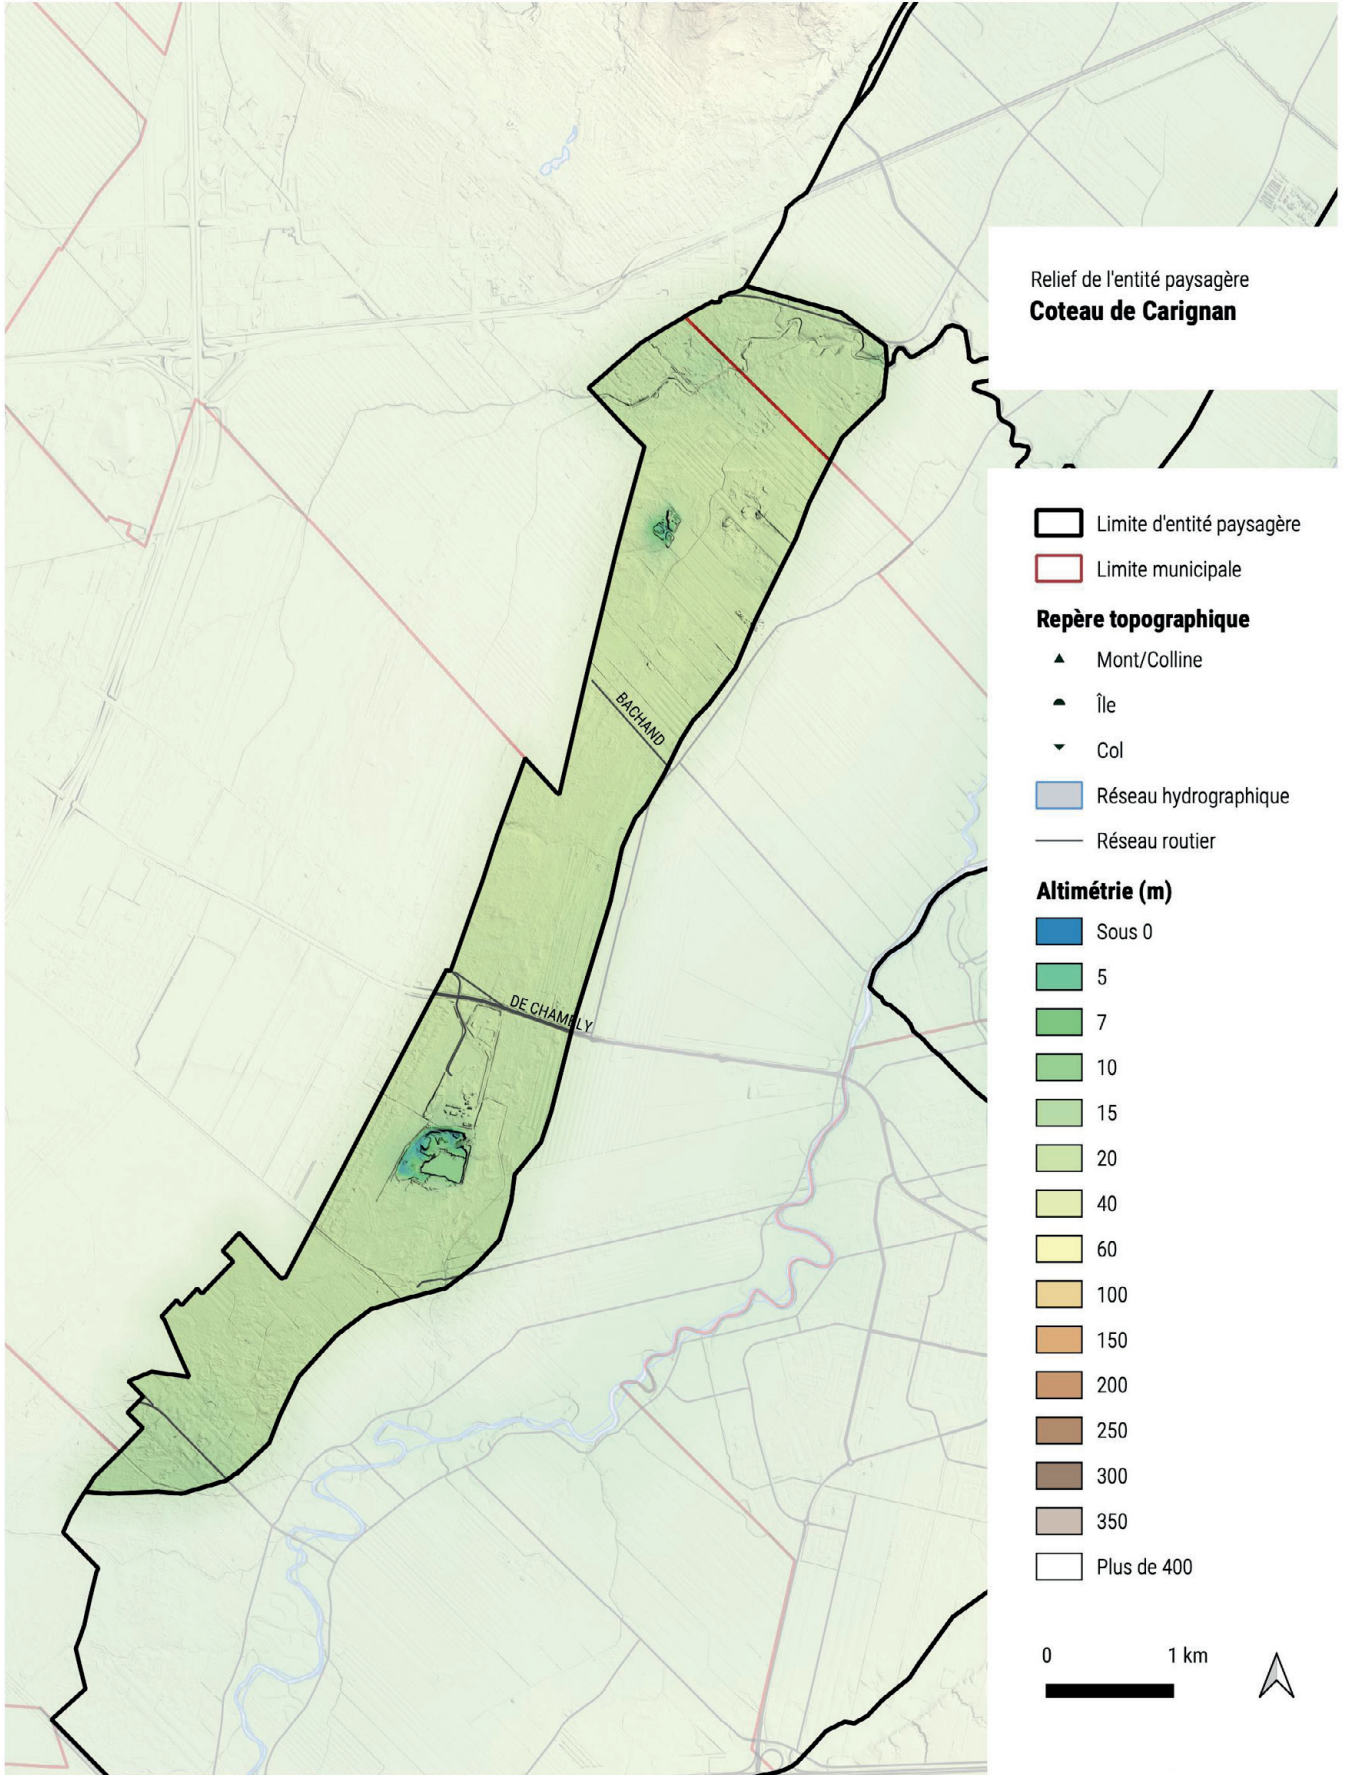 Relief de l'entité paysagère
Coteau de Carignan
BACHAND
DE CHAMBLY
Limite d'entité paysagère
Limite municipale
Repère topographique
Mont/Colline
Île
Col
Réseau hydrographique
Réseau routier
Altimétrie (m)
Sous 0
5
7
10
15
20
40
60
100
150
200
250
300
350
Plus de 400
0 1 km